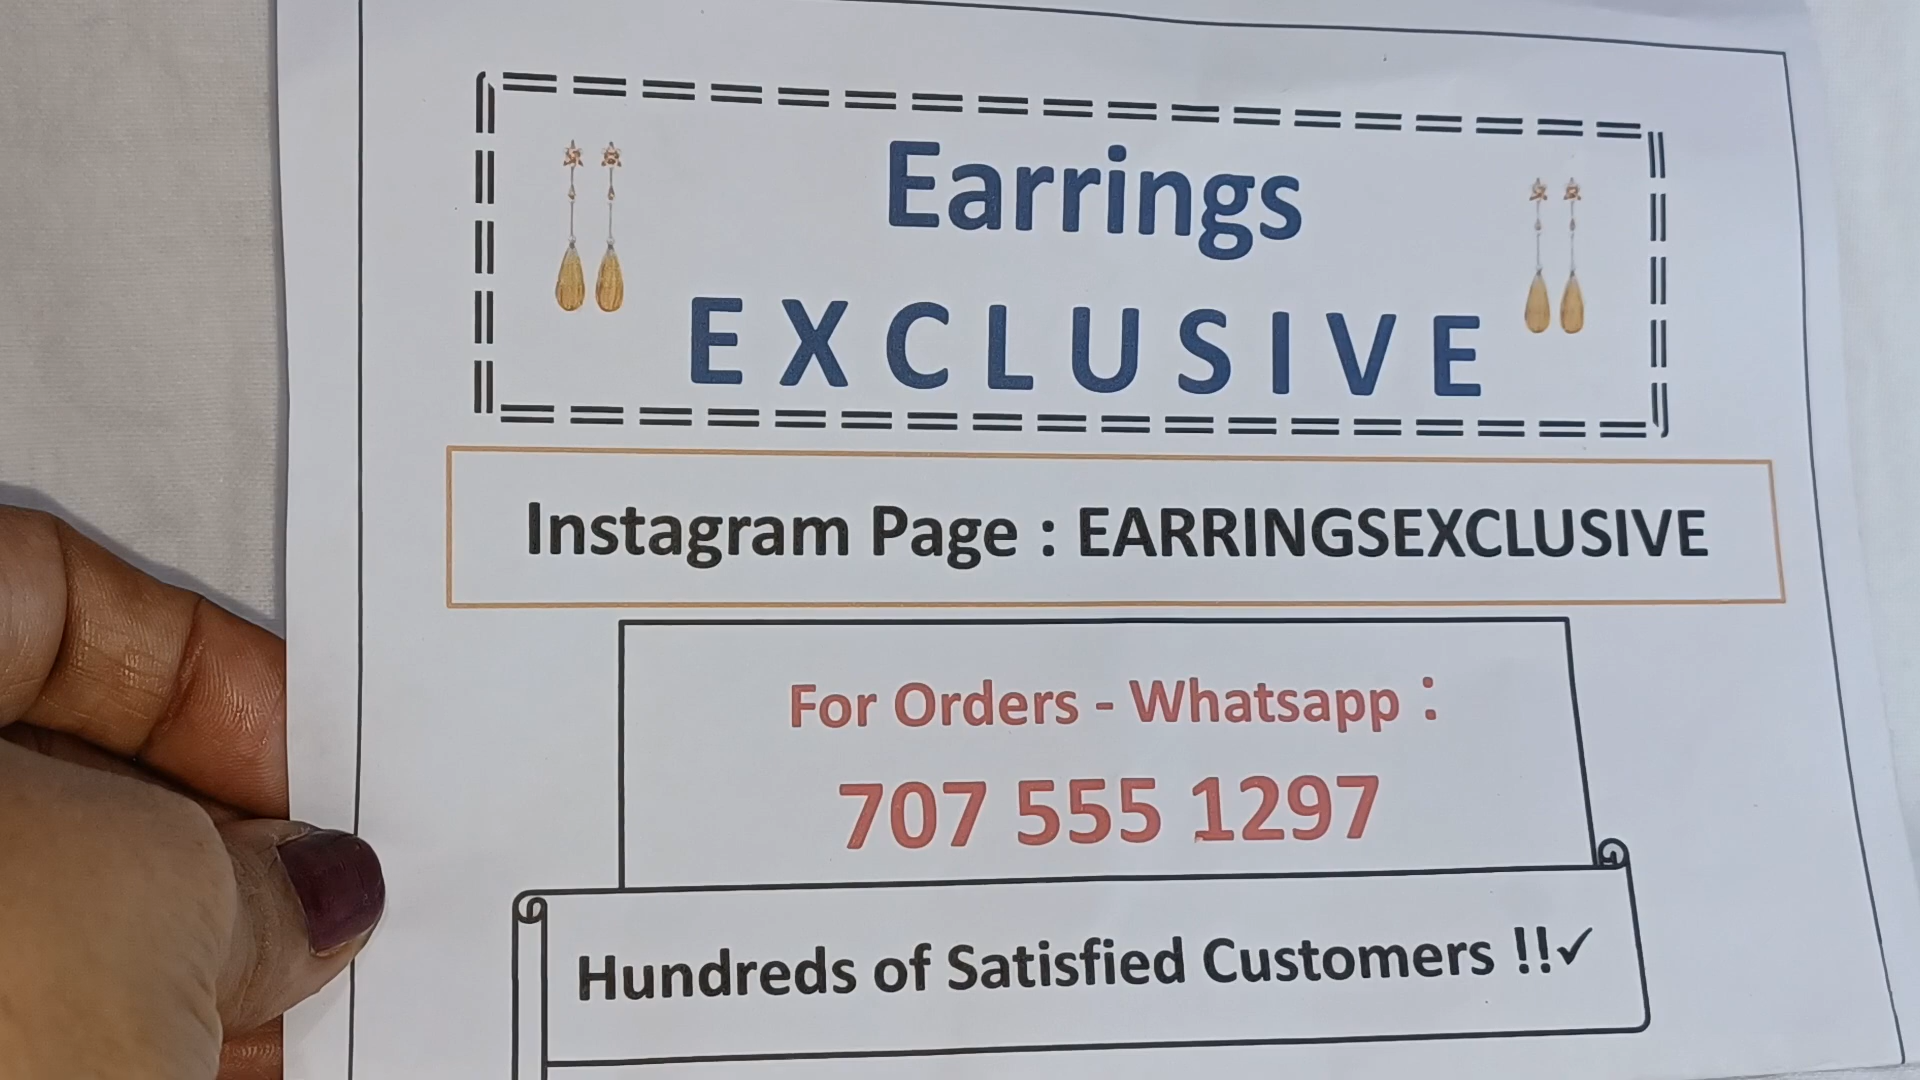 Earrings
EXCLUSIVE
Instagram Page : EARRINGSEXCLUSIVE
For Orders - Whatsapp :
707 555 1297
Hundreds of Satisfied Customers !!✓